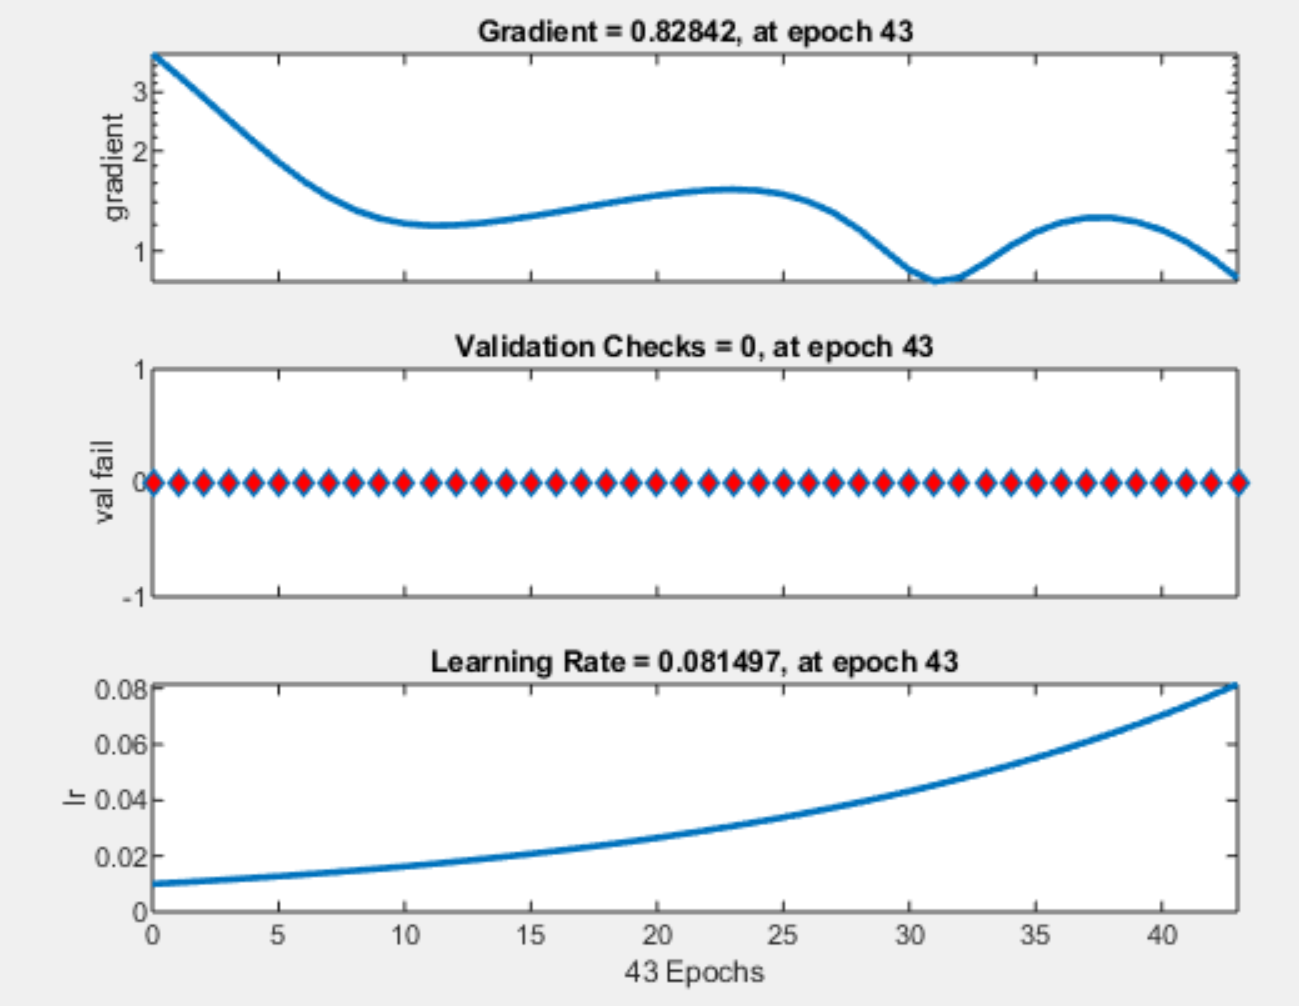 Gradient = 0.82842, at epoch 43
3
2
1
gradient
Validation Checks = 0, at epoch 43
1
0
-1
val fail
Learning Rate = 0.081497, at epoch 43
0.08
0.06
0.04
0.02
0
lr
0 5 10 15 20 25 30 35 40
43 Epochs